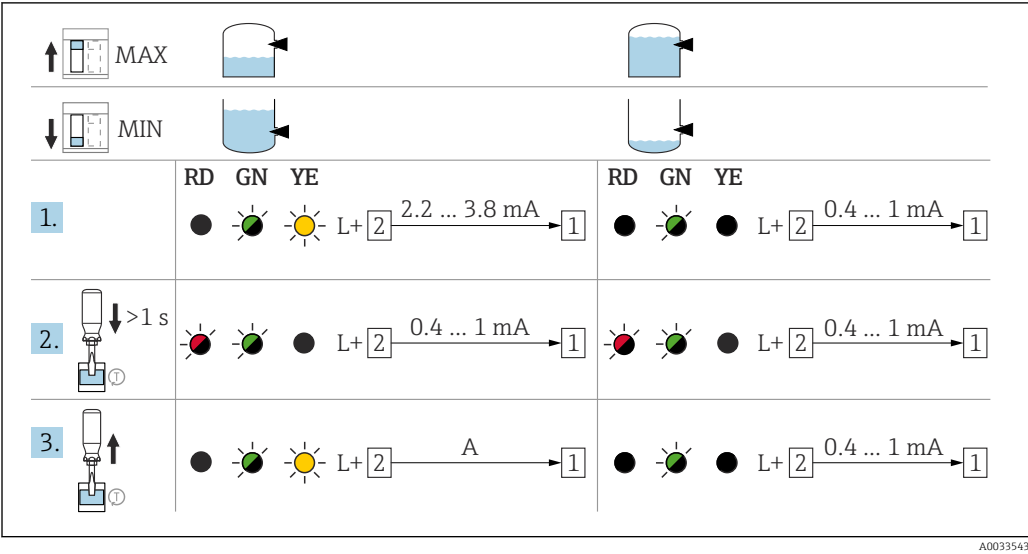 MAX
MIN
RD GN YE RD GN YE
1. L+ 2 2.2 ... 3.8 mA 1 L+ 2 0.4 ... 1 mA 1
2. >1 s T L+ 2 0.4 ... 1 mA 1 L+ 2 0.4 ... 1 mA 1
3. T L+ 2 A 1 L+ 2 0.4 ... 1 mA 1
A0033543